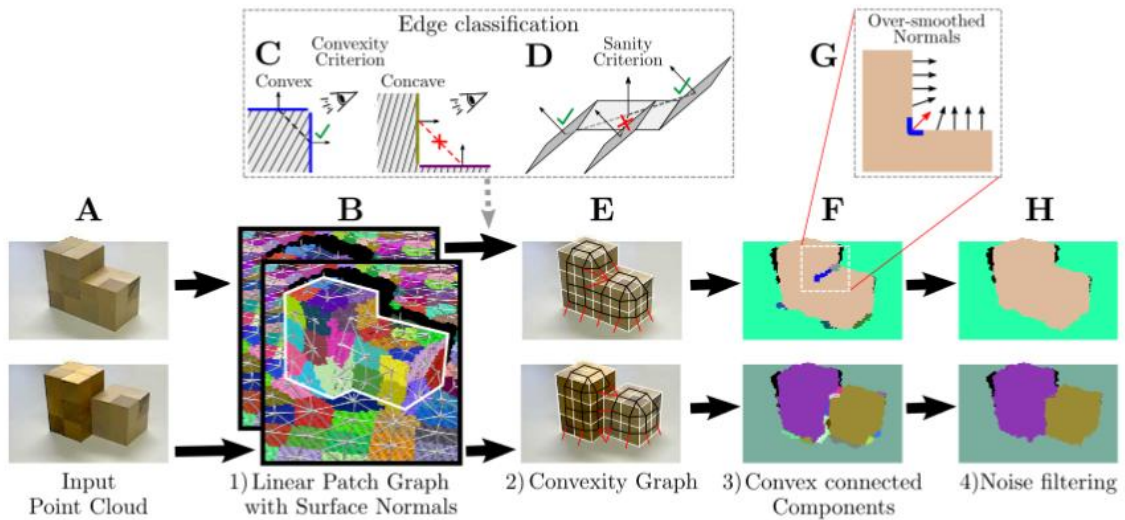 Edge classification
C
Convexity
Criterion
Convex
Concave
D
Sanity
Criterion
G
Over-smoothed
Normals
A
B
E
F
H
Input
Point Cloud
1) Linear Patch Graph
with Surface Normals
2) Convexity Graph
3) Convex connected
Components
4) Noise filtering